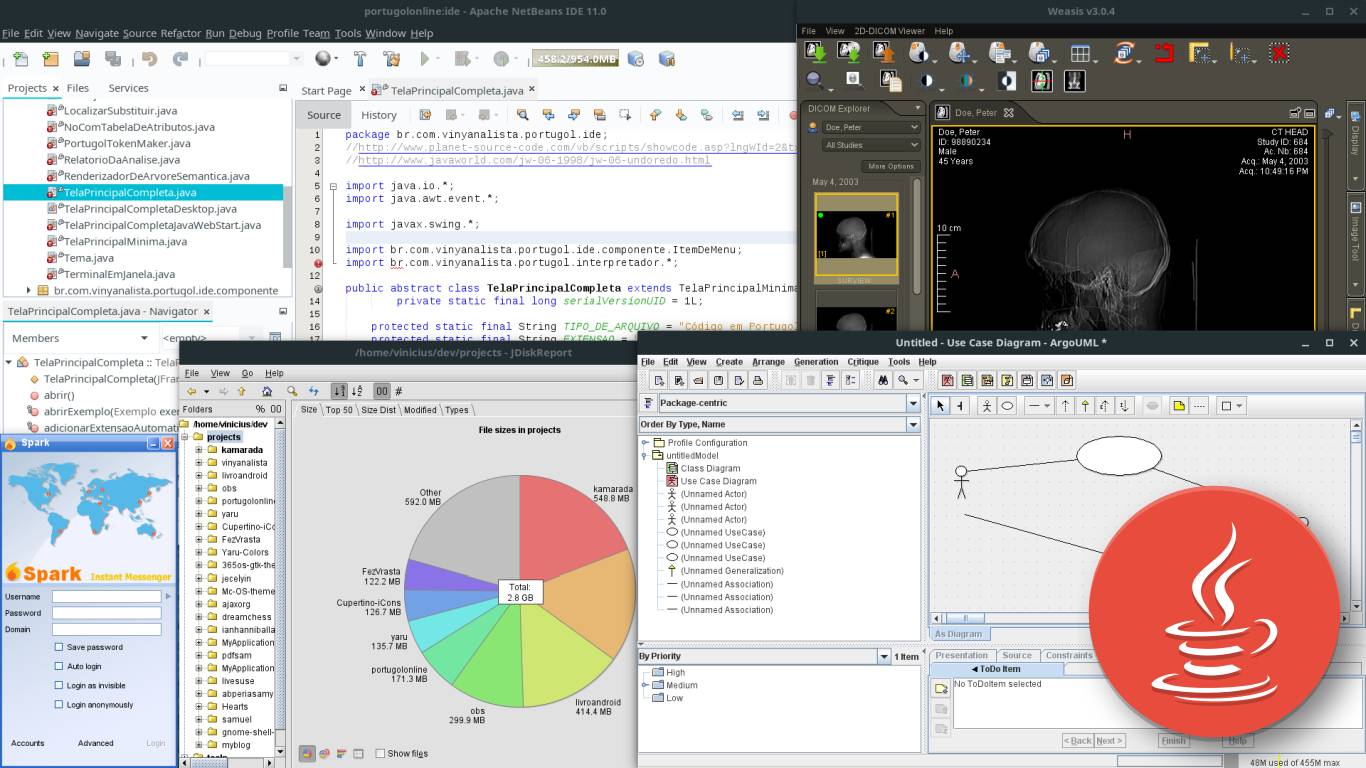 portugolonline:ide - Apache NetBeans IDE 11.0
File Edit View Navigate Source Refactor Run Debug Profile Team Tools Window Help
458.2/954.0MB
Projects × Files Services
LocalizarSubstituir.java
NoComTabelaDeAtributos.java
PortugolTokenMaker.java
RelatorioDaAnalise.java
RenderizadorDeArvoreSemantica.java
TelaPrincipalCompleta.java
TelaPrincipalCompletaDesktop.java
TelaPrincipalCompletaJavaWebStart.java
TelaPrincipalMinima.java
Tema.java
TerminalEmJanela.java
br.com.vinyanalista.portugol.ide.componente
TelaPrincipalCompleta.java - Navigator ×
Members <empty>
TelaPrincipalCompleta :: Tela
TelaPrincipalCompleta(JFra
abrir()
abrirExemplo(Exemplo exe
adicionarExtensaoAutomat
Start Page × TelaPrincipalCompleta.java ×
Source History
1 package br.com.vinyanalista.portugol.ide;
2 //http://www.planet-source-code.com/vb/scripts/showcode.asp?lngWId=2&t
3 //http://www.javaworld.com/jw-06-1998/jw-06-undoredo.html
4
5 import java.io.*;
6 import java.awt.event.*;
7
8 import javax.swing.*;
9
10 import br.com.vinyanalista.portugol.ide.componente.ItemDeMenu;
import br.com.vinyanalista.portugol.interpretador.*;
12
public abstract class TelaPrincipalCompleta extends TelaPrincipalMinima
14 private static final long serialVersionUID = 1L;
16 protected static final String TIPO_DE_ARQUIVO = "Código em Portugo
17 protected static final String EXTENSAO =
Weasis v3.0.4
File View 2D-DICOM Viewer Help
DICOM Explorer
Doe, Peter
All Studies
More Options
May 4, 2003
#1
[1]
SURVIEW
#2
Doe, Peter
Doe, Peter
ID: 98890234
Male
45 Years
H
CT HEAD
Study ID: 684
Ac. Nb: 684
Acq.: May 4, 2003
Acq.: 10:49:16 PM
10 cm
A
Display
Image Tool
/home/vinicius/dev/projects - JDiskReport
File View Go Help
00 #
Folders % 00
/home/vinicius/dev
projects
kamarada
vinyanalista
livroandroid
obs
portugolonline
yaru
Cupertino-iCo
FezVrasta
Yaru-Colors
365os-gtk-the
jecelyin
Mc-OS-theme
ajaxorg
dreamchess
ianhanniballa
MyApplication
pdfsam
MyApplication
livesuse
abperiasamy
Hearts
samuel
gnome-shell-
myblog
tools
Size Top 50 Size Dist Modified Types
File sizes in projects
Other
592.0 MB
kamarada
548.8 MB
FezVrasta
122.2 MB
Cupertino-iCons
126.7 MB
yaru
135.7 MB
portugolonline
171.3 MB
obs
299.9 MB
livroandroid
414.4 MB
Total:
2.8 GB
Show files
Spark
Spark Instant Messenger
Username
Password
Domain
Save password
Auto login
Login as invisible
Login anonymously
Accounts Advanced Login
Untitled - Use Case Diagram - ArgoUML *
File Edit View Create Arrange Generation Critique Tools Help
Package-centric
Order By Type, Name
Profile Configuration
untitledModel
Class Diagram
Use Case Diagram
(Unnamed Actor)
(Unnamed Actor)
(Unnamed Actor)
(Unnamed UseCase)
(Unnamed UseCase)
(Unnamed UseCase)
(Unnamed Generalization)
(Unnamed Association)
(Unnamed Association)
(Unnamed Association)
By Priority 1 Item
High
Medium
Low
As Diagram
Presentation Source Constraints
ToDo Item
No ToDoItem selected
< Back Next > Finish Help
48M used of 455M max